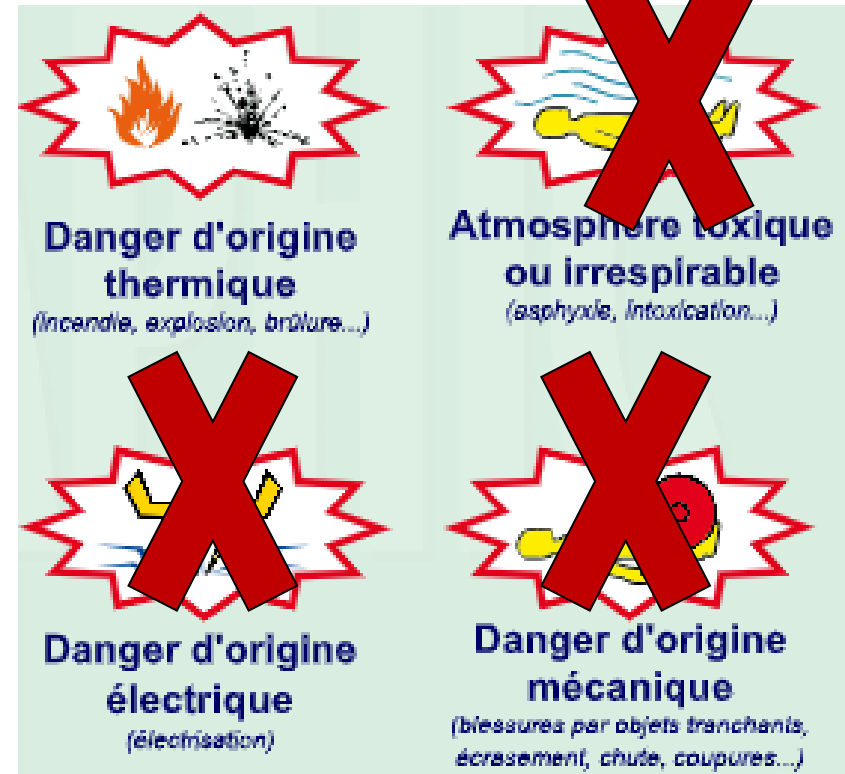 Danger d'origine
thermique
(incendie, explosion, brûlure...)
Atmosphère toxique
ou irrespirable
(asphyxie, intoxication...)
Danger d'origine
électrique
(électrisation)
Danger d'origine
mécanique
(blessures par objets tranchants,
écrasement, chute, coupures...)